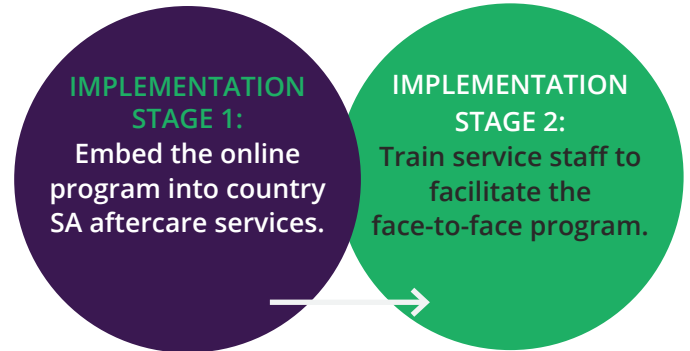 IMPLEMENTATION
STAGE 1:
Embed the online
program into country
SA aftercare services.
IMPLEMENTATION
STAGE 2:
Train service staff to
facilitate the
face-to-face program.